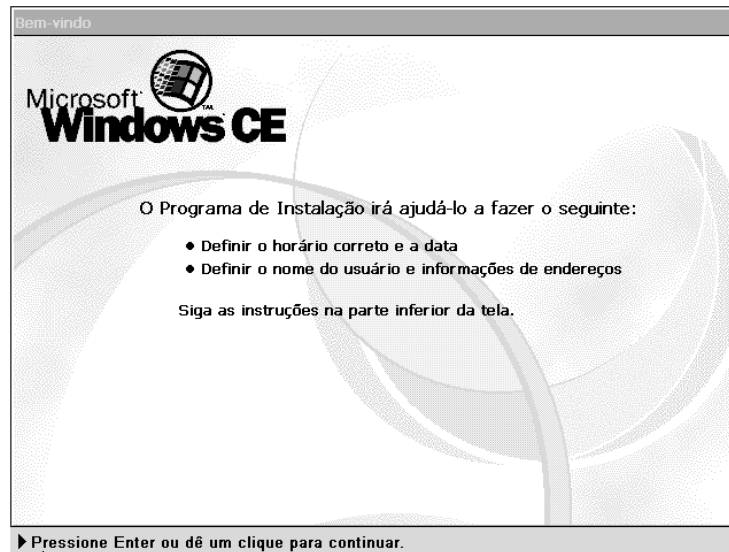 Bem-vindo
Microsoft
Windows CE
O Programa de Instalação irá ajudá-lo a fazer o seguinte:
• Definir o horário correto e a data
• Definir o nome do usuário e informações de endereços
Siga as instruções na parte inferior da tela.
Pressione Enter ou dê um clique para continuar.